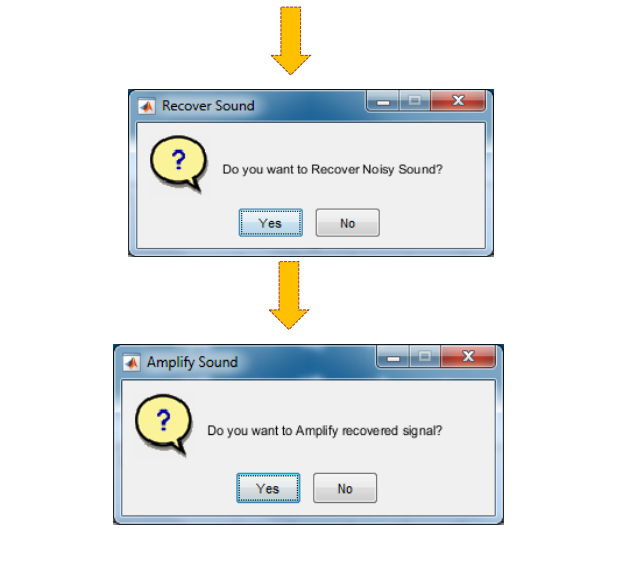 Recover Sound
?
Do you want to Recover Noisy Sound?
Yes No
Amplify Sound
?
Do you want to Amplify recovered signal?
Yes No